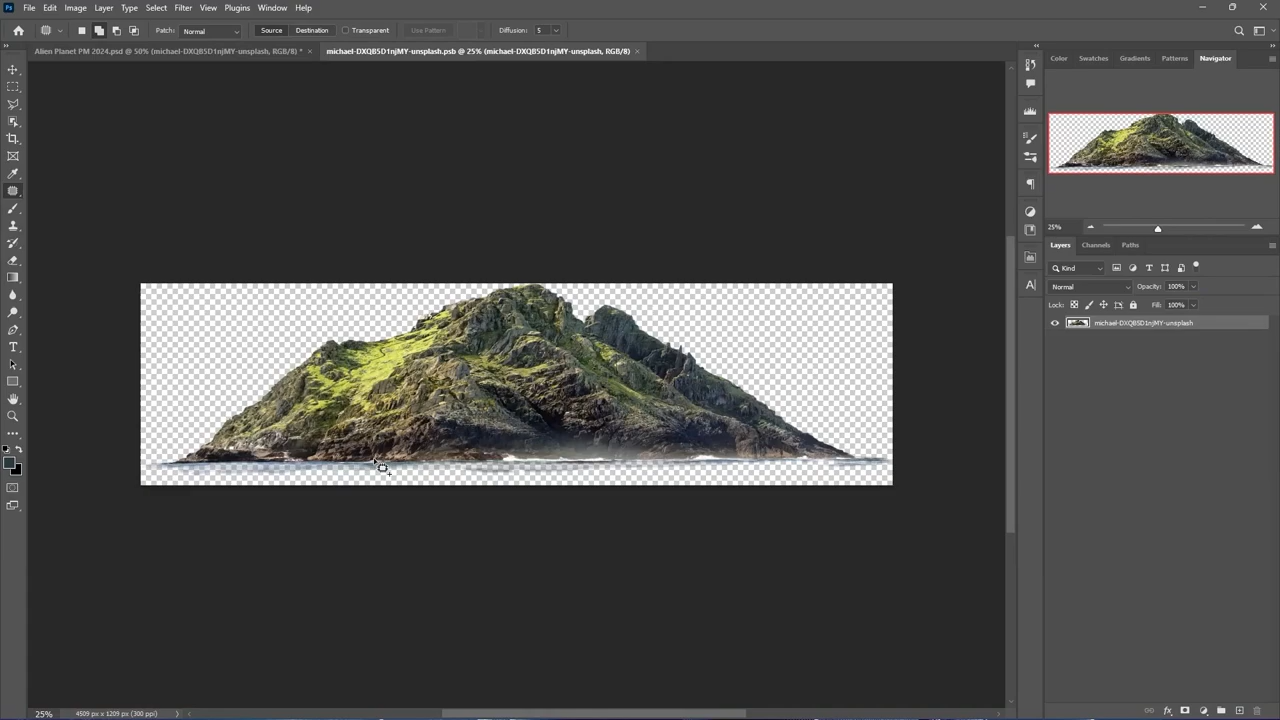 Ps File Edit Image Layer Type Select Filter View Plugins Window Help
Patch: Normal Source Destination Transparent Use Pattern Diffusion: 5
Alien Planet PM 2024.psd @ 50% (michael-DXQB5D1njMY-unsplash, RGB/8) * × michael-DXQB5D1njMY-unsplash.psb @ 25% (michael-DXQB5D1njMY-unsplash, RGB/8) ×
Color Swatches Gradients Patterns Navigator
25%
Layers Channels Paths
Kind
Normal Opacity: 100%
Lock: Fill: 100%
michael-DXQB5D1njMY-unsplash
25% 4509 px x 1209 px (300 ppi)